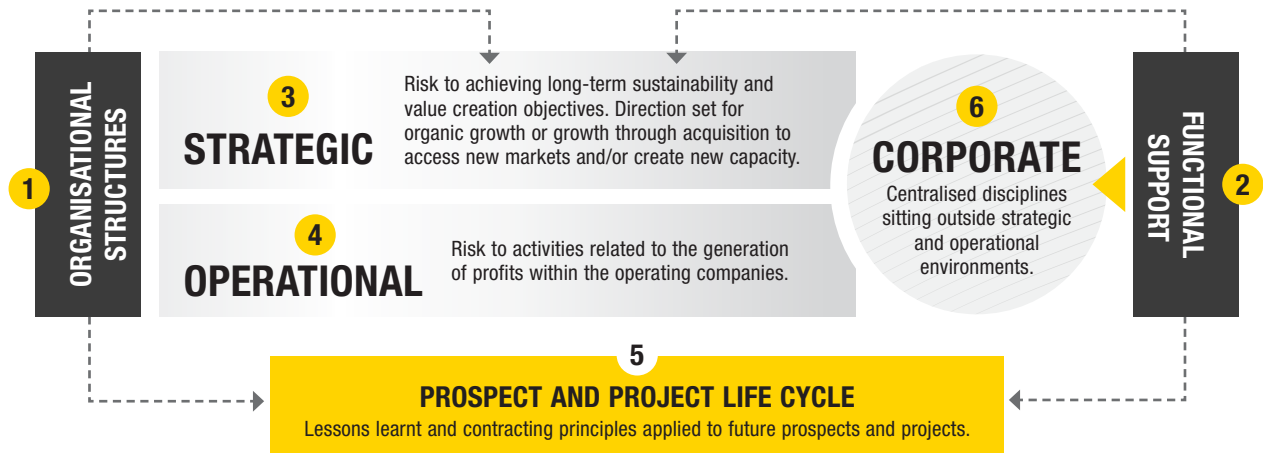 1
ORGANISATIONAL
STRUCTURES
3
STRATEGIC
Risk to achieving long-term sustainability and
value creation objectives. Direction set for
organic growth or growth through acquisition to
access new markets and/or create new capacity.
4
OPERATIONAL
Risk to activities related to the generation
of profits within the operating companies.
6
CORPORATE
Centralised disciplines
sitting outside strategic
and operational
environments.
FUNCTIONAL
SUPPORT
2
5
PROSPECT AND PROJECT LIFE CYCLE
Lessons learnt and contracting principles applied to future prospects and projects.